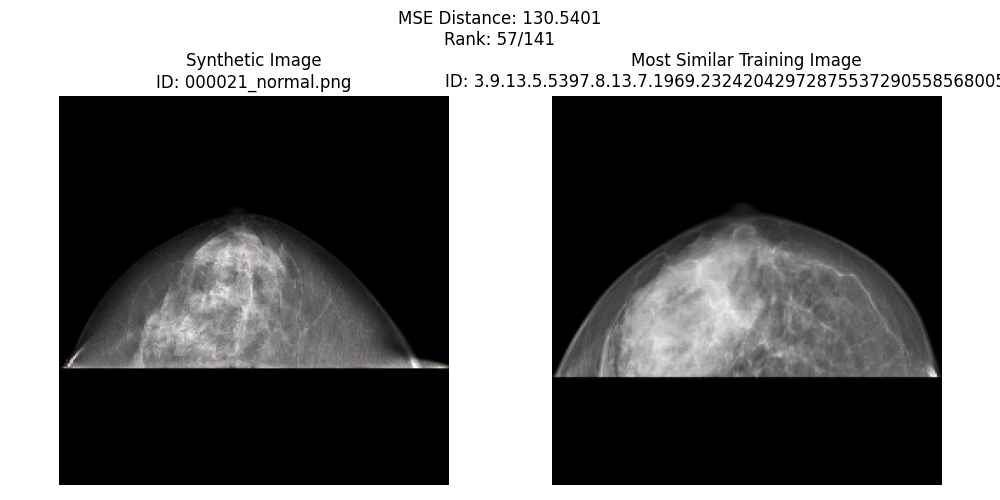 MSE Distance: 130.5401
Rank: 57/141
Synthetic Image
ID: 000021_normal.png
Most Similar Training Image
ID: 3.9.13.5.5397.8.13.7.1969.23242042972875537290558568005